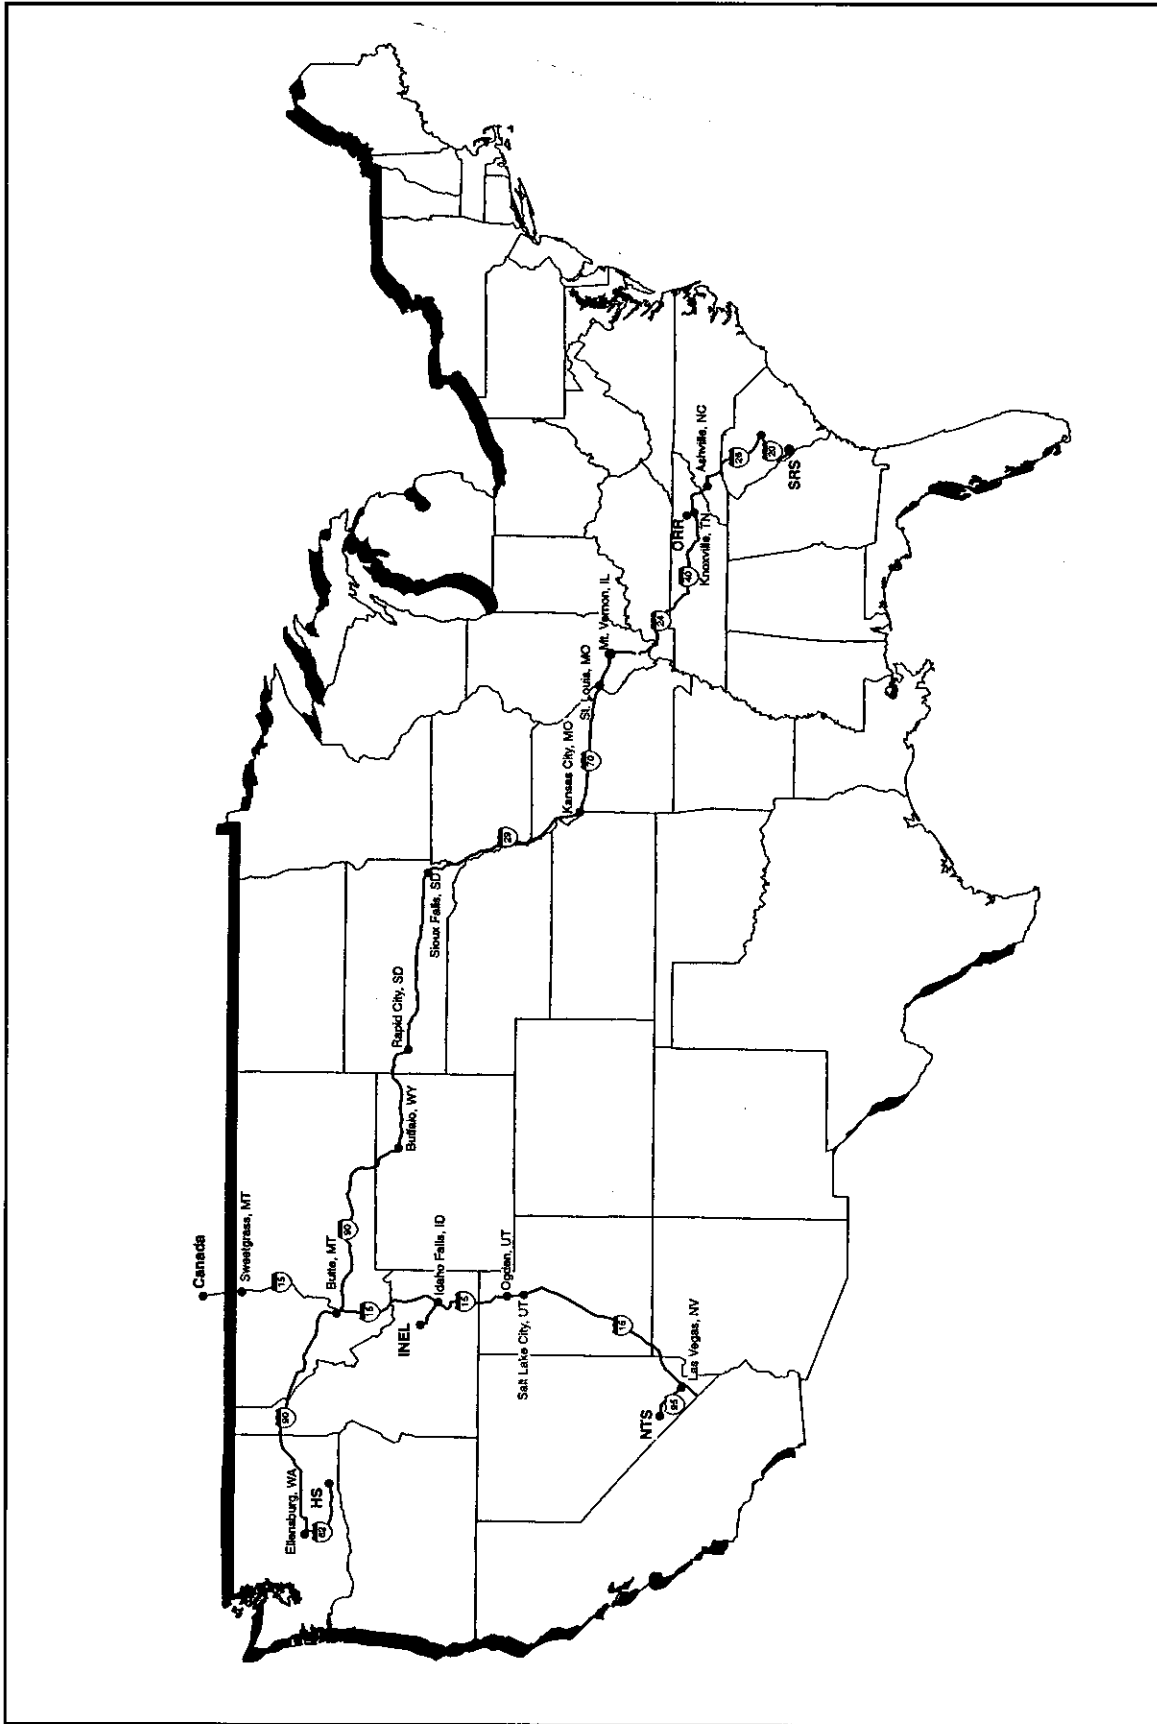 Canada
Sweetgrass, MT
15
Butte, MT
90
90
Ellensburg, WA
82
HS
15
INEL
Idaho Falls, ID
15
Ogden, UT
Salt Lake City, UT
15
Las Vegas, NV
95
NTS
Buffalo, WY
Rapid City, SD
Sioux Falls, SD
29
Kansas City, MO
70
St. Louis, MO
Mt. Vernon, IL
24
40
ORR
Knoxville, TN
Ashville, NC
26
20
SRS